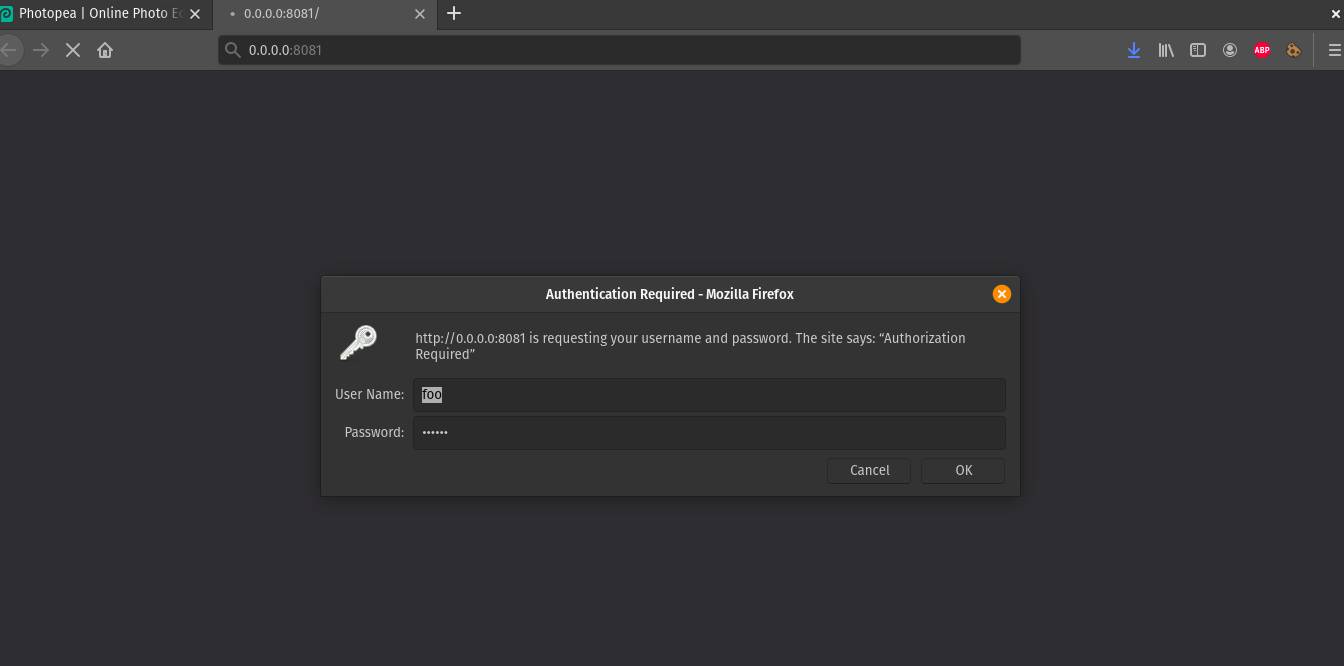 Photopea | Online Photo Ec
0.0.0.0:8081/
0.0.0.0:8081
ABP
Authentication Required - Mozilla Firefox
http://0.0.0.0:8081 is requesting your username and password. The site says: “Authorization
Required”
User Name: foo
Password: ••••••
Cancel OK